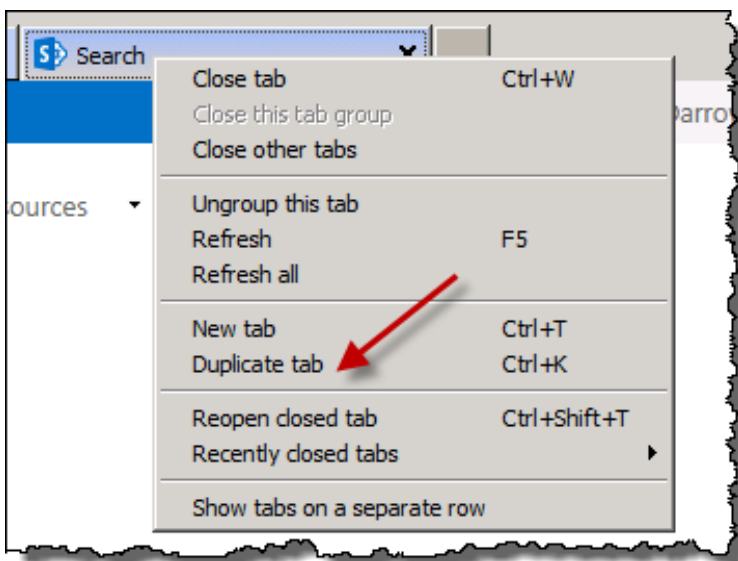 Search
Close tab Ctrl+W
Close this tab group
Close other tabs
Ungroup this tab
Refresh F5
Refresh all
New tab Ctrl+T
Duplicate tab Ctrl+K
Reopen closed tab Ctrl+Shift+T
Recently closed tabs
Show tabs on a separate row